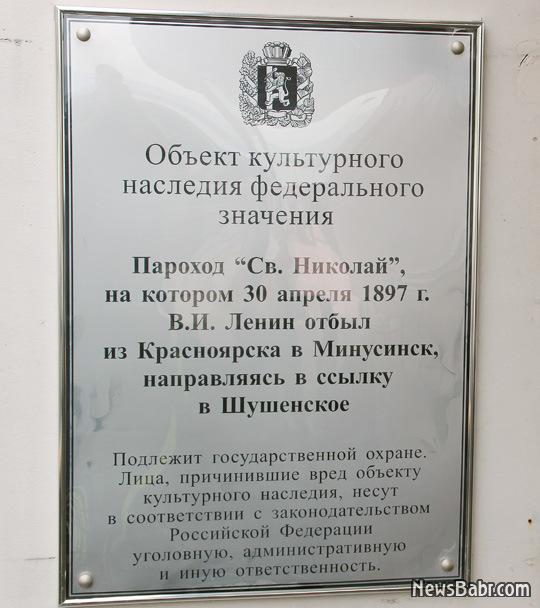 Объект культурного
наследия федерального
значения
Пароход “Св. Николай”,
на котором 30 апреля 1897 г.
В.И. Ленин отбыл
из Красноярска в Минусинск,
направляясь в ссылку
в Шушенское
Подлежит государственной охране.
Лица, причинившие вред объекту
культурного наследия, несут
в соответствии с законодательством
Российской Федерации
уголовную, административную
и иную ответственность.
NewsBabr.com